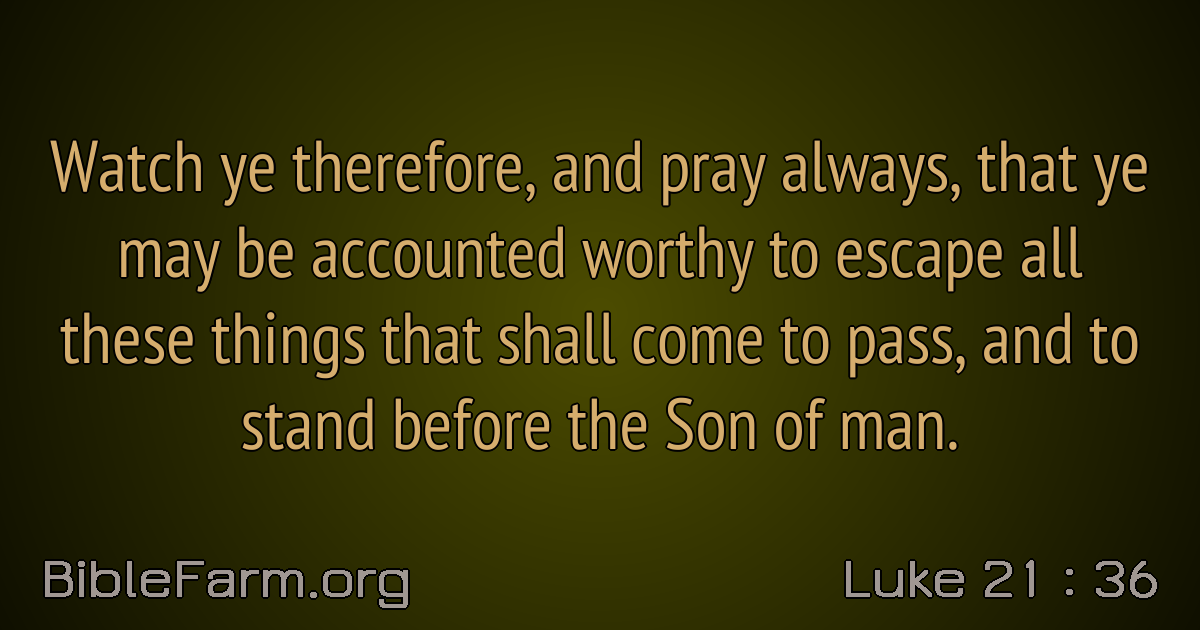 Watch ye therefore, and pray always, that ye
may be accounted worthy to escape all
these things that shall come to pass, and to
stand before the Son of man.
BibleFarm.org
Luke 21 : 36